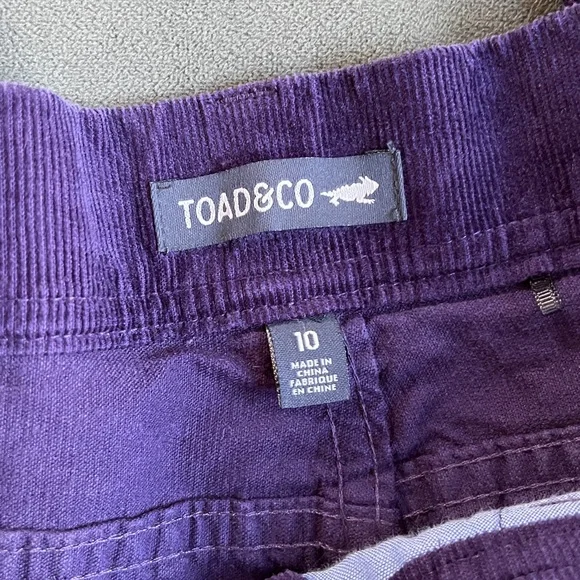 TOAD&CO
10
MADE IN
CHINA
FABRIQUE
EN CHINE